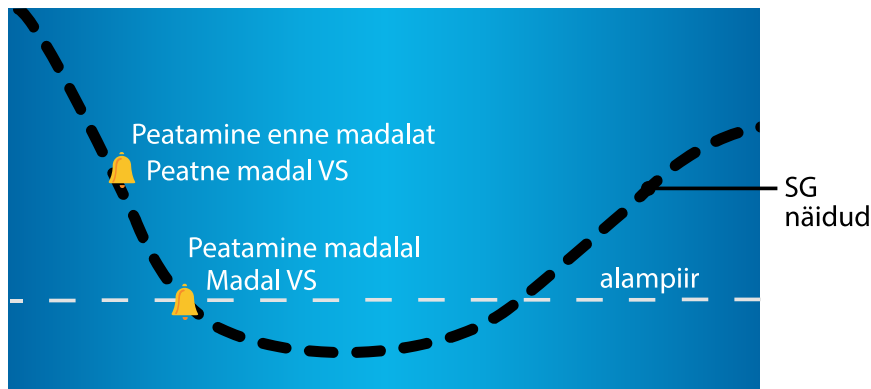 Peatamine enne madalat
Peatne madal VS
SG
näidud
Peatamine madalal
Madal VS
alampiir